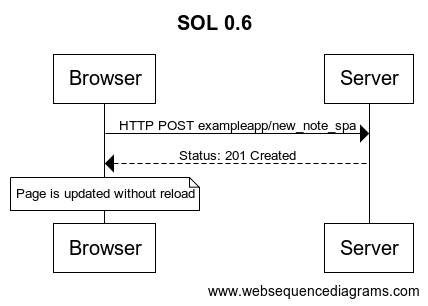 SOL 0.6
Browser
Server
HTTP POST exampleapp/new_note_spa
Status: 201 Created
Page is updated without reload
Browser
Server
www.websequencediagrams.com